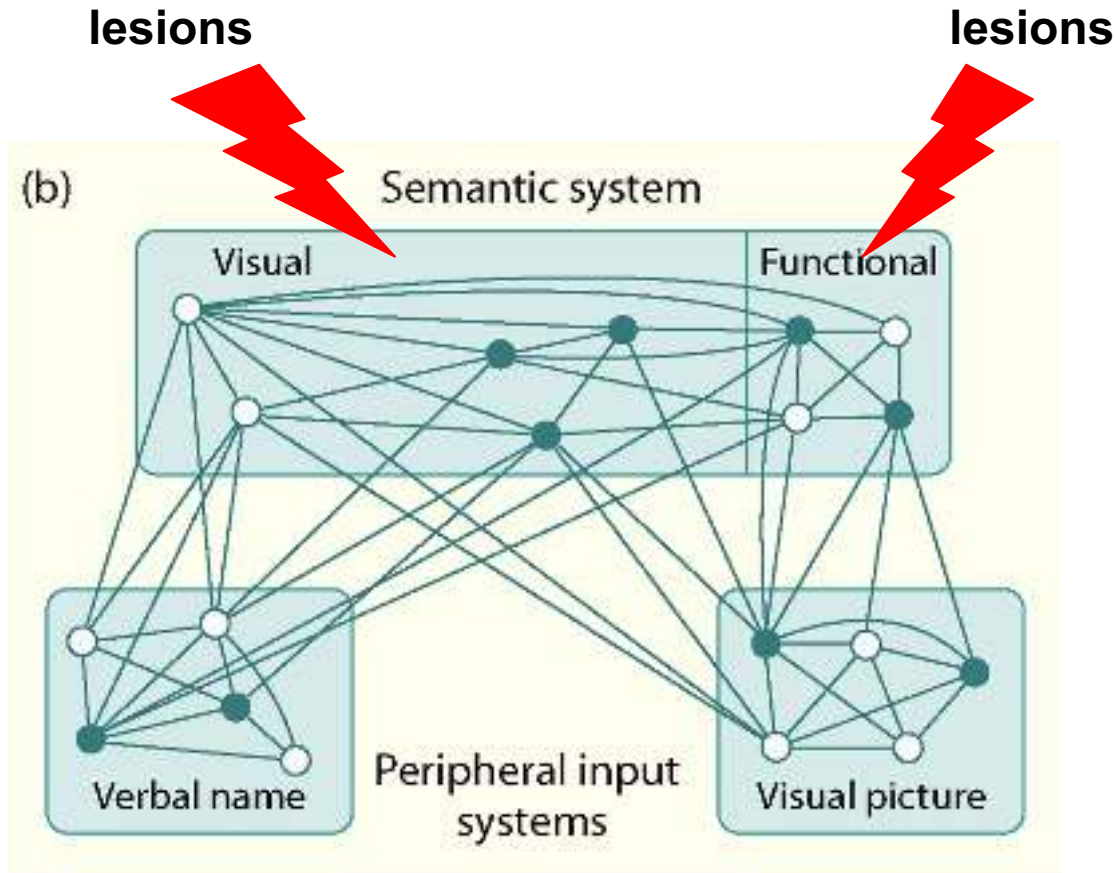 lesions
lesions
(b)
Semantic system
Visual
Functional
Verbal name
Peripheral input
systems
Visual picture